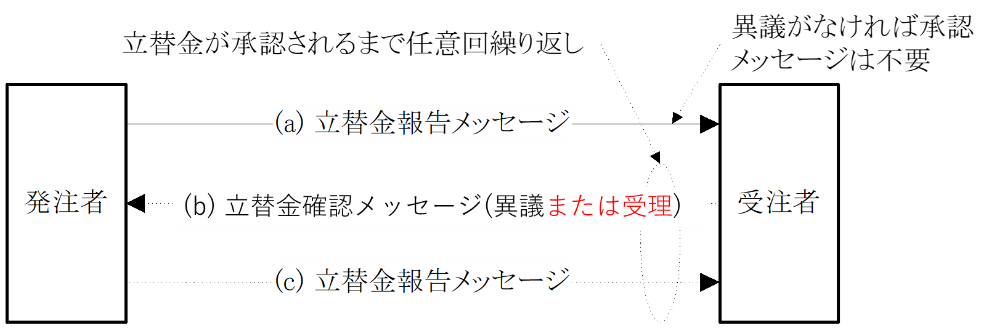 立替金が承認されるまで任意回繰り返し
異議がなければ承認
メッセージは不要
(a) 立替金報告メッセージ
発注者
(b) 立替金確認メッセージ(異議または受理)
受注者
(c) 立替金報告メッセージ